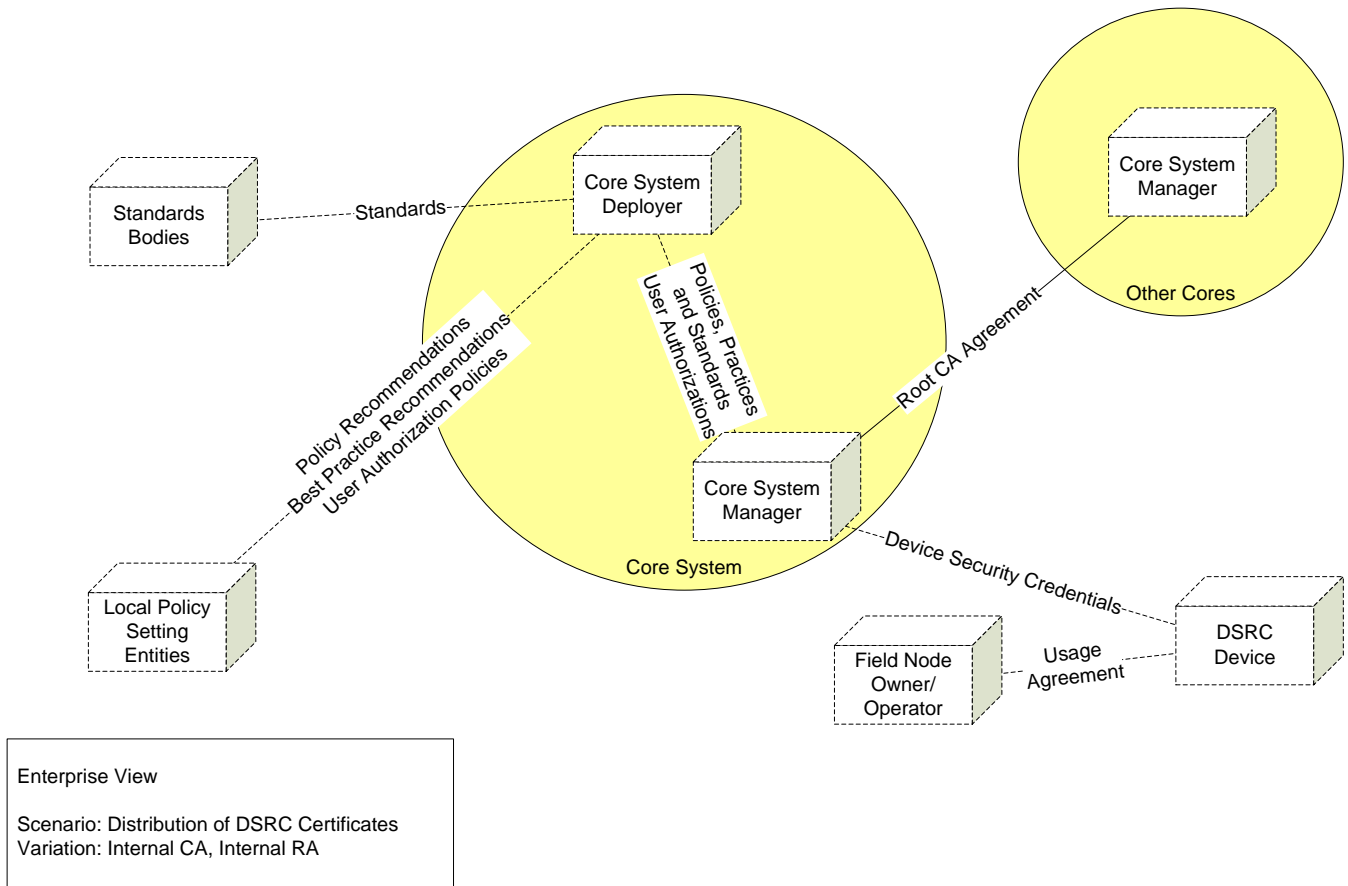 Core System
Manager
Other Cores
Core System
Deployer
Standards
Bodies
Standards
Policies, Practices
and Standards
User Authorizations
Root CA Agreement
Policy Recommendations
Best Practice Recommendations
User Authorization Policies
Core System
Manager
Core System
Device Security Credentials
Local Policy
Setting
Entities
Field Node
Owner/
Operator
Usage
Agreement
DSRC
Device
Enterprise View
Scenario: Distribution of DSRC Certificates
Variation: Internal CA, Internal RA